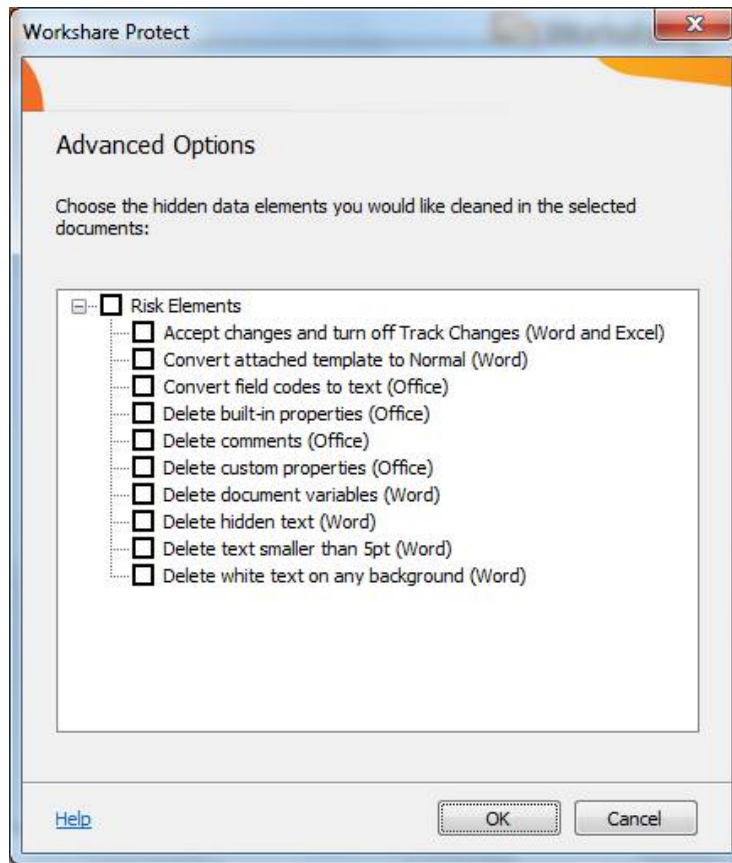 Workshare Protect
Advanced Options
Choose the hidden data elements you would like cleaned in the selected
documents:
Risk Elements
Accept changes and turn off Track Changes (Word and Excel)
Convert attached template to Normal (Word)
Convert field codes to text (Office)
Delete built-in properties (Office)
Delete comments (Office)
Delete custom properties (Office)
Delete document variables (Word)
Delete hidden text (Word)
Delete text smaller than 5pt (Word)
Delete white text on any background (Word)
Help
OK
Cancel